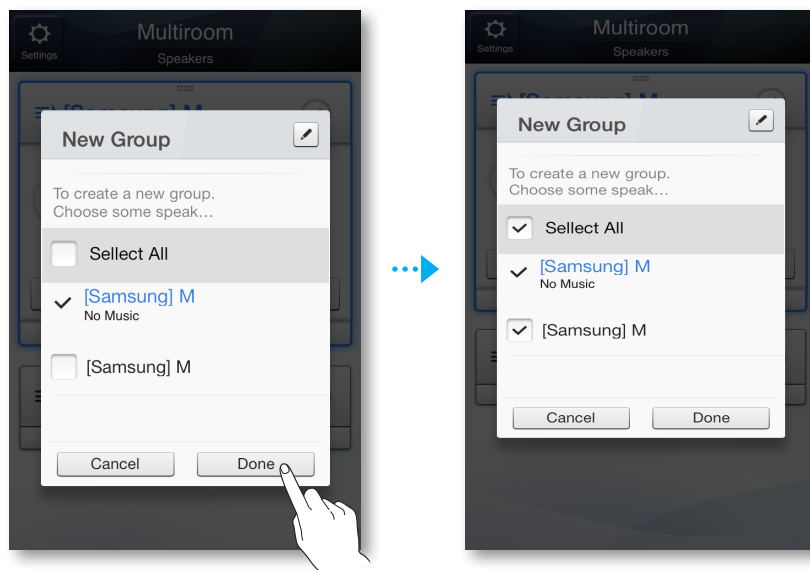 Multiroom
Settings
Speakers
[Samsung] M
New Group
To create a new group.
Choose some speak…
Sellect All
[Samsung] M
No Music
[Samsung] M
Cancel
Done
Multiroom
Settings
Speakers
[Samsung] M
New Group
To create a new group.
Choose some speak…
Sellect All
[Samsung] M
No Music
[Samsung] M
Cancel
Done